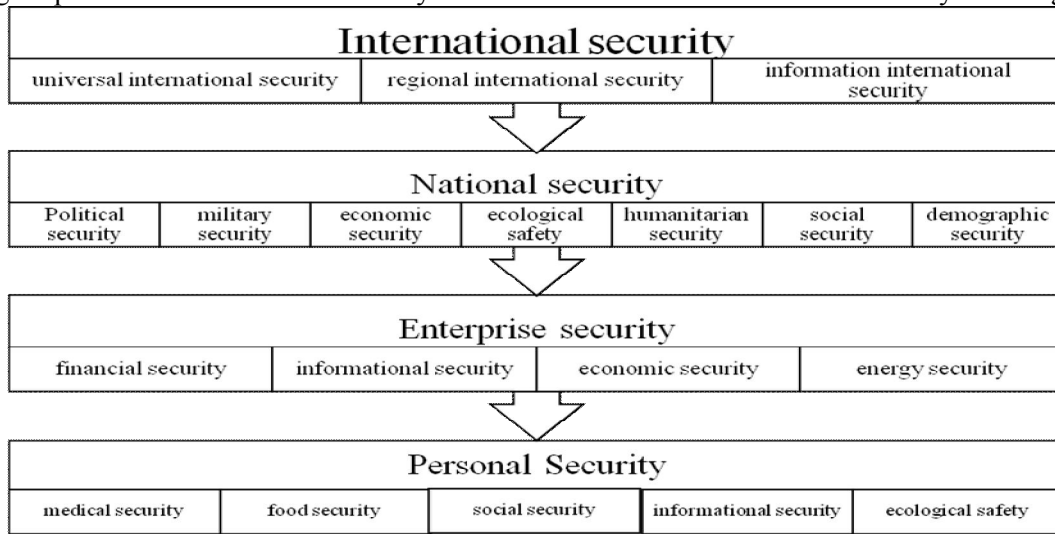 International security
universal international security
regional international security
information international
security
National security
Political
security
military
security
economic
security
ecological
safety
humanitarian
security
social
security
demographic
security
Enterprise security
financial security
informational security
economic security
energy security
Personal Security
medical security
food security
social security
informational security
ecological safety